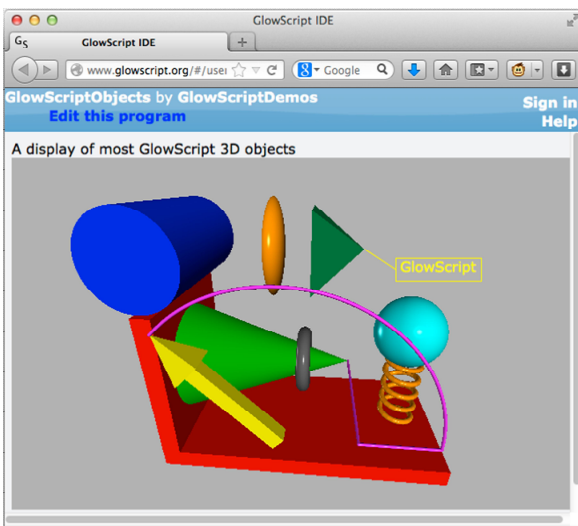 GlowScript IDE
GS GlowScript IDE +
www.glowscript.org/#/user Google
GlowScriptObjects by GlowScriptDemos
Sign in
Edit this program
Help
A display of most GlowScript 3D objects
GlowScript